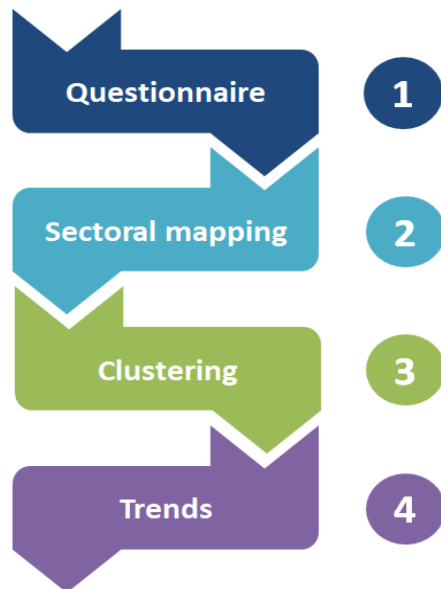 Questionnaire 1
Sectoral mapping 2
Clustering 3
Trends 4